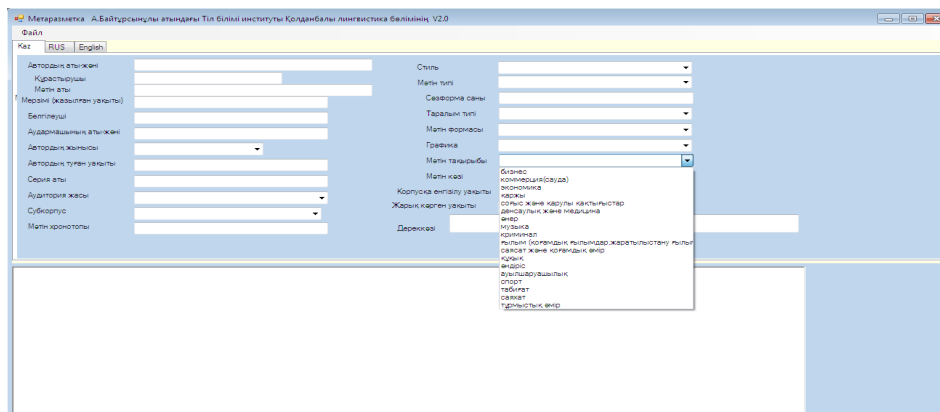 Метаразметка А.Байтұрсынұлы атындағы Тіл білімі институты Қолданбалы лингвистика бөлімінің V2.0
Файл
Каз RUS English
Автордың аты-жөні
Құрастырушы
Мәтін аты
Мерзімі (жазылған уақыты)
Белгілеуші
Аудармашының аты-жөні
Автордың жынысы
Автордың туған уақыты
Серия аты
Аудитория жасы
Субкорпус
Мәтін хронотопы
Стиль
Мәтін типі
Сөзформа саны
Таралым типі
Мәтін формасы
Графика
Мәтін тақырыбы
Мәтін көзі
Корпусқа енгізілу уақыты
Жарық көрген уақыты
Дереккөзі
бизнес
коммерция(сауда)
экономика
қаржы
соғыс және қарулы қақтығыстар
денсаулық және медицина
өнер
музыка
криминал
ғылым (қоғамдық ғылымдар,жаратылыстану ғылыг
саясат және қоғамдық өмір
құқық
өндіріс
ауылшаруашылық
спорт
табиғат
саяхат
тұрмыстық өмір